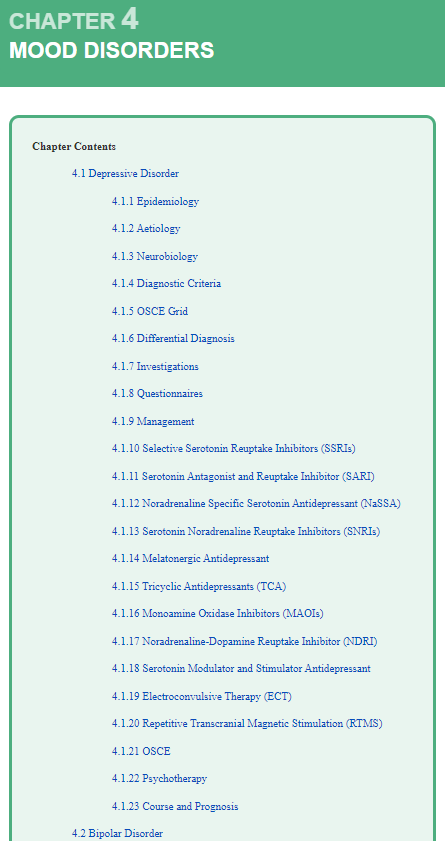 CHAPTER 4
MOOD DISORDERS
Chapter Contents
4.1 Depressive Disorder
4.1.1 Epidemiology
4.1.2 Aetiology
4.1.3 Neurobiology
4.1.4 Diagnostic Criteria
4.1.5 OSCE Grid
4.1.6 Differential Diagnosis
4.1.7 Investigations
4.1.8 Questionnaires
4.1.9 Management
4.1.10 Selective Serotonin Reuptake Inhibitors (SSRIs)
4.1.11 Serotonin Antagonist and Reuptake Inhibitor (SARI)
4.1.12 Noradrenaline Specific Serotonin Antidepressant (NaSSA)
4.1.13 Serotonin Noradrenaline Reuptake Inhibitors (SNRIs)
4.1.14 Melatonergic Antidepressant
4.1.15 Tricyclic Antidepressants (TCA)
4.1.16 Monoamine Oxidase Inhibitors (MAOIs)
4.1.17 Noradrenaline-Dopamine Reuptake Inhibitor (NDRI)
4.1.18 Serotonin Modulator and Stimulator Antidepressant
4.1.19 Electroconvulsive Therapy (ECT)
4.1.20 Repetitive Transcranial Magnetic Stimulation (RTMS)
4.1.21 OSCE
4.1.22 Psychotherapy
4.1.23 Course and Prognosis
4.2 Bipolar Disorder